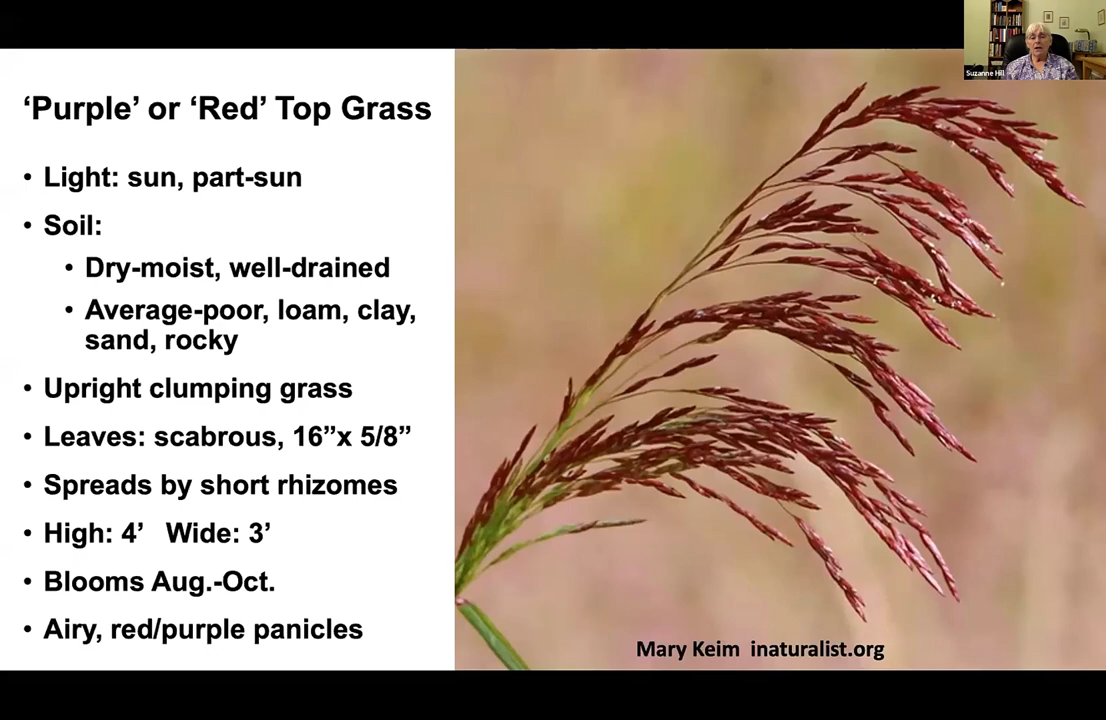 ‘Purple’ or ‘Red’ Top Grass
• Light: sun, part-sun
• Soil:
• Dry-moist, well-drained
• Average-poor, loam, clay,
sand, rocky
• Upright clumping grass
• Leaves: scabrous, 16”x 5/8”
• Spreads by short rhizomes
• High: 4’ Wide: 3’
• Blooms Aug.-Oct.
• Airy, red/purple panicles
Mary Keim inaturalist.org
Suzanne Hill